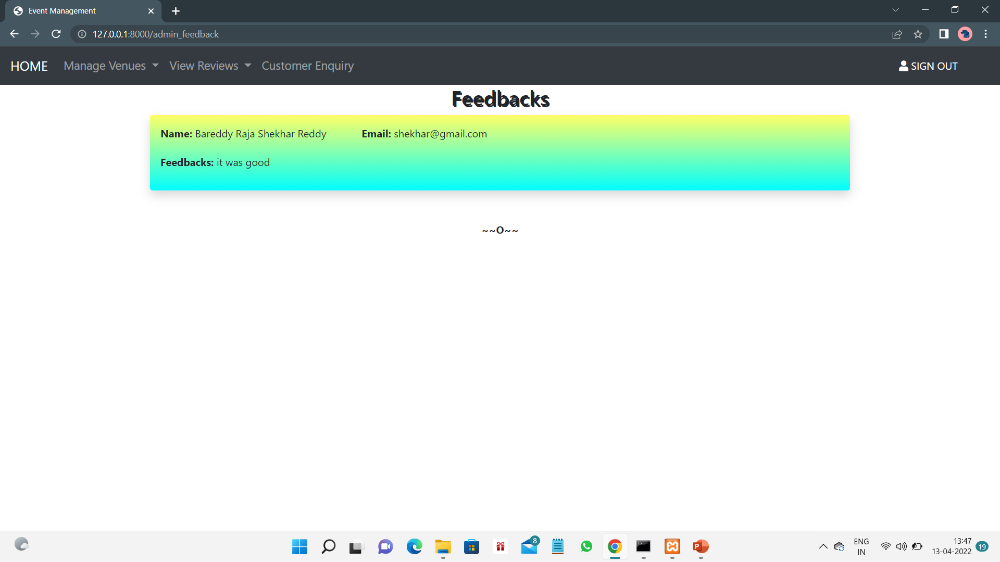 Event Management
127.0.0.1:8000/admin_feedback
HOME Manage Venues View Reviews Customer Enquiry SIGN OUT
Feedbacks
Name: Bareddy Raja Shekhar Reddy Email: shekhar@gmail.com
Feedbacks: it was good
~~O~~
8
ENG
IN
13:47
13-04-2022
19